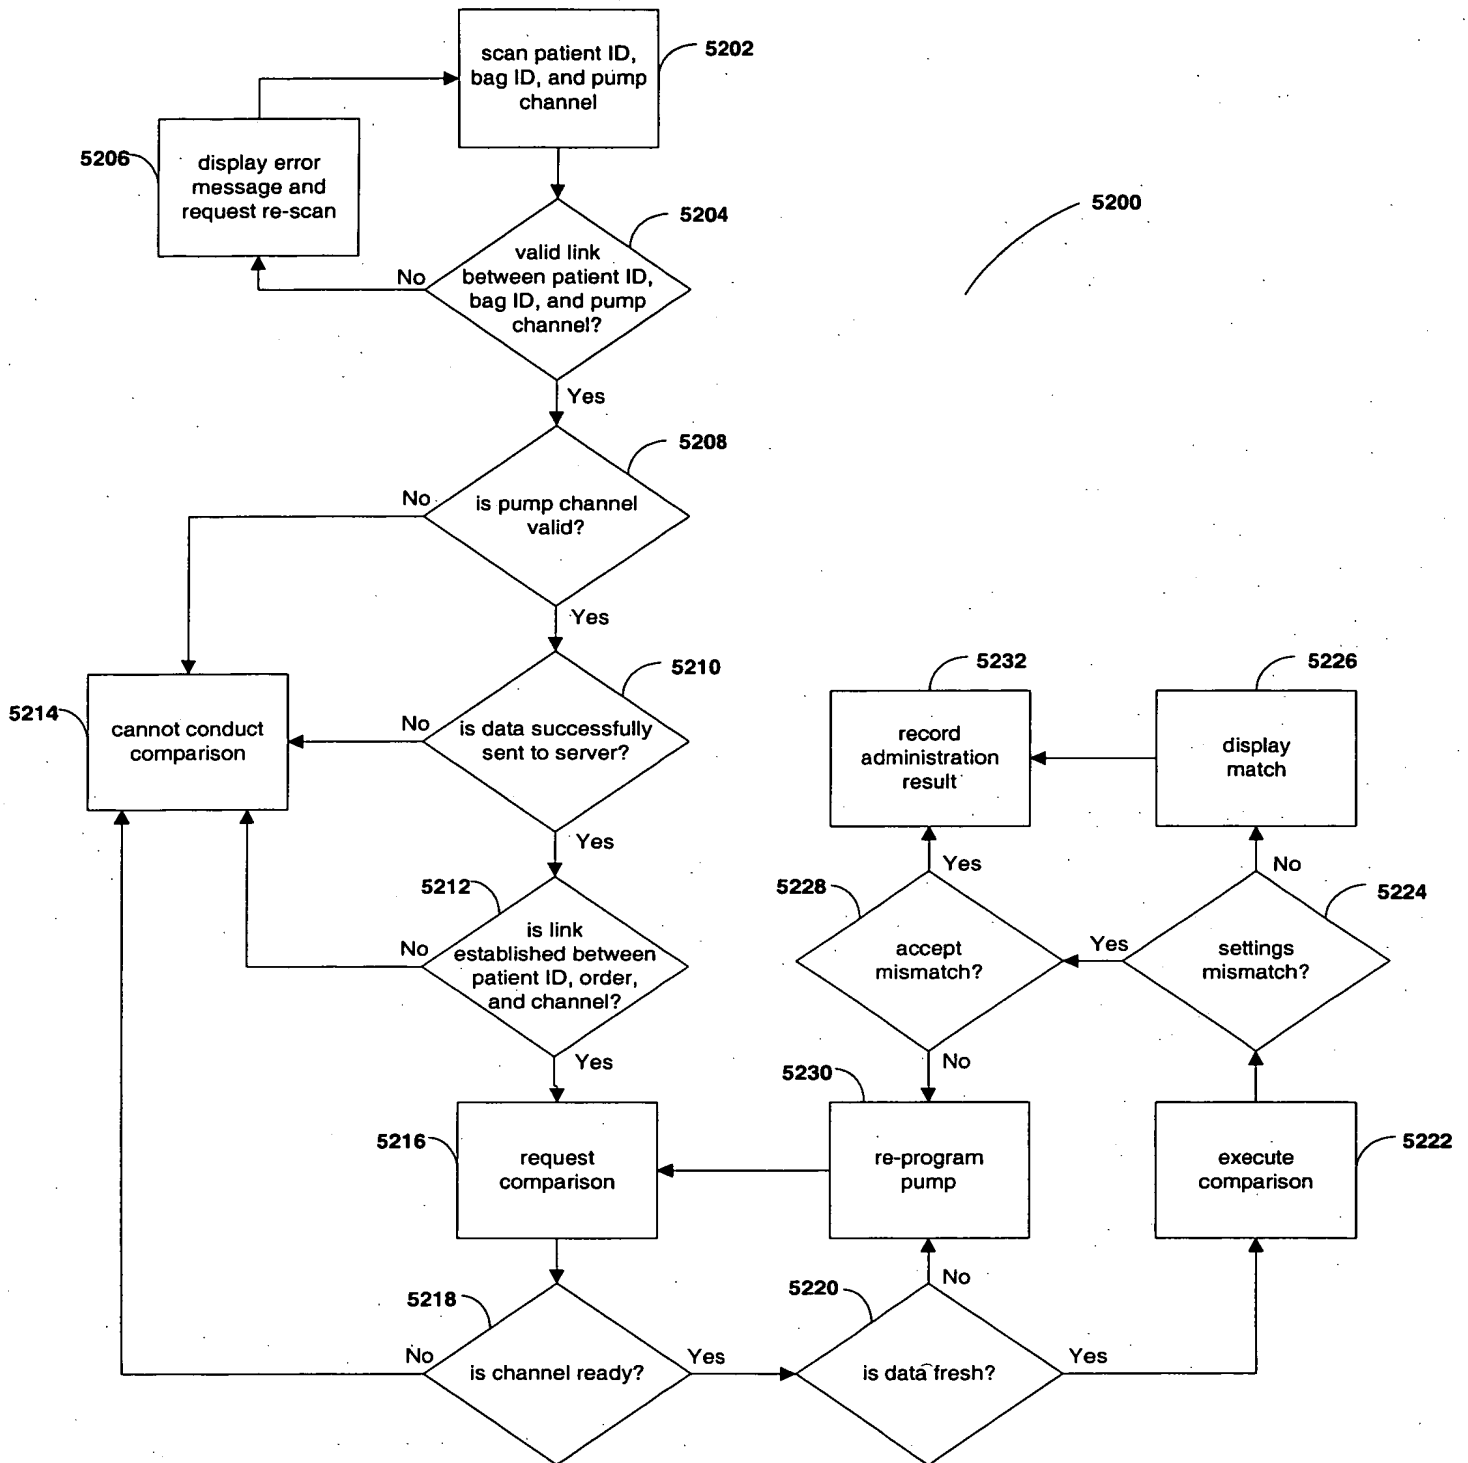 scan patient ID,
bag ID, and pump
channel
5202
5206
display error
message and
request re-scan
5200
5204
valid link
between patient ID,
bag ID, and pump
channel?
No
Yes
5208
No
is pump channel
valid?
Yes
5210
5214
cannot conduct
comparison
No
is data successfully
sent to server?
Yes
5232
record
administration
result
5226
display
match
5212
No
is link
established between
patient ID, order,
and channel?
Yes
5228
Yes
accept
mismatch?
No
Yes
No
5224
settings
mismatch?
5216
request
comparison
5230
re-program
pump
5222
execute
comparison
5218
No
is channel ready?
Yes
5220
No
is data fresh?
Yes